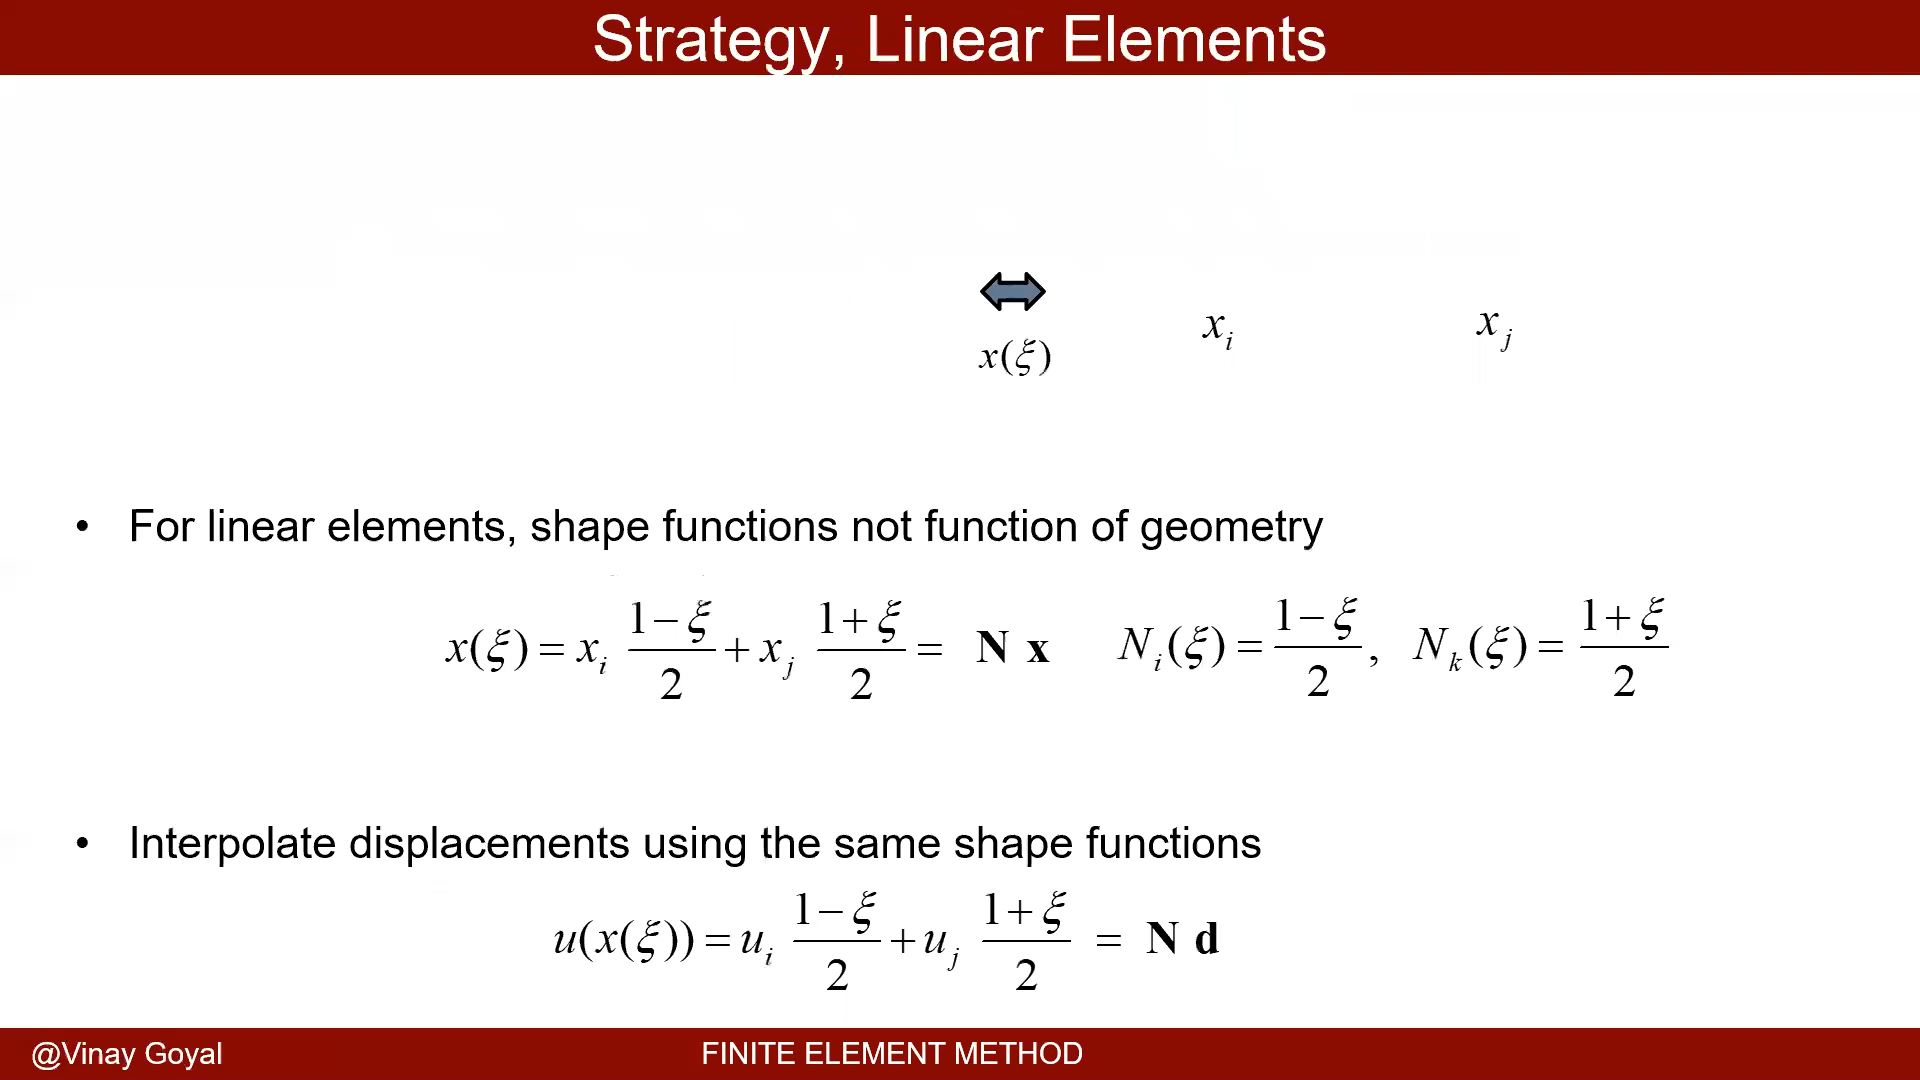 Strategy, Linear Elements
x(ξ) x_i x_j
• For linear elements, shape functions not function of geometry
x(ξ) = x_i (1−ξ)/2 + x_j (1+ξ)/2 = N x   N_i(ξ) = (1−ξ)/2, N_k(ξ) = (1+ξ)/2
• Interpolate displacements using the same shape functions
u(x(ξ)) = u_i (1−ξ)/2 + u_j (1+ξ)/2 = N d
@Vinay Goyal FINITE ELEMENT METHOD